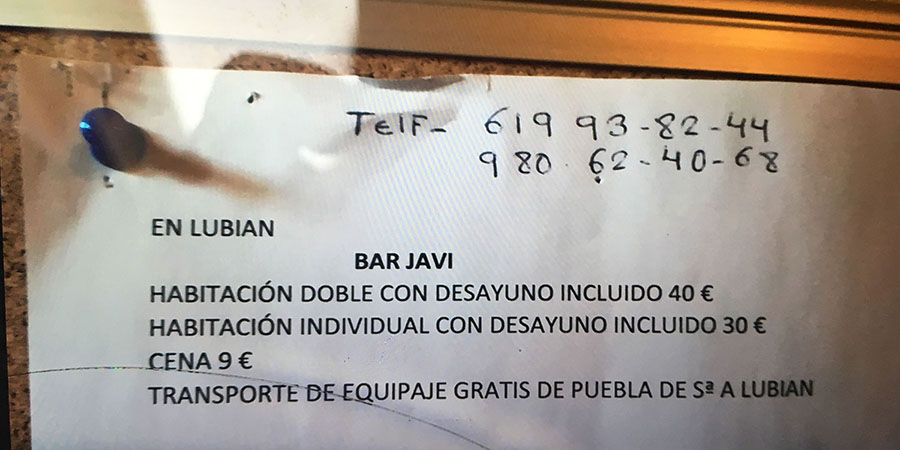 TElF- 619 93-82-44
980. 62-40-68
EN LUBIAN
BAR JAVI
HABITACIÓN DOBLE CON DESAYUNO INCLUIDO 40 €
HABITACIÓN INDIVIDUAL CON DESAYUNO INCLUIDO 30 €
CENA 9 €
TRANSPORTE DE EQUIPAJE GRATIS DE PUEBLA DE Sª A LUBIAN